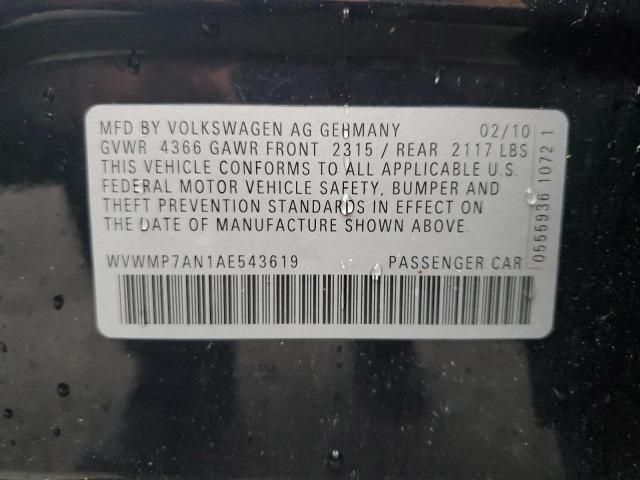 MFD BY VOLKSWAGEN AG GERMANY 02/10
GVWR 4366 GAWR FRONT 2315 / REAR 2117 LBS
THIS VEHICLE CONFORMS TO ALL APPLICABLE U.S.
FEDERAL MOTOR VEHICLE SAFETY, BUMPER AND
THEFT PREVENTION STANDARDS IN EFFECT ON
THE DATE OF MANUFACTURE SHOWN ABOVE.
WVWMP7AN1AE543619 PASSENGER CAR
0555936 1072 1